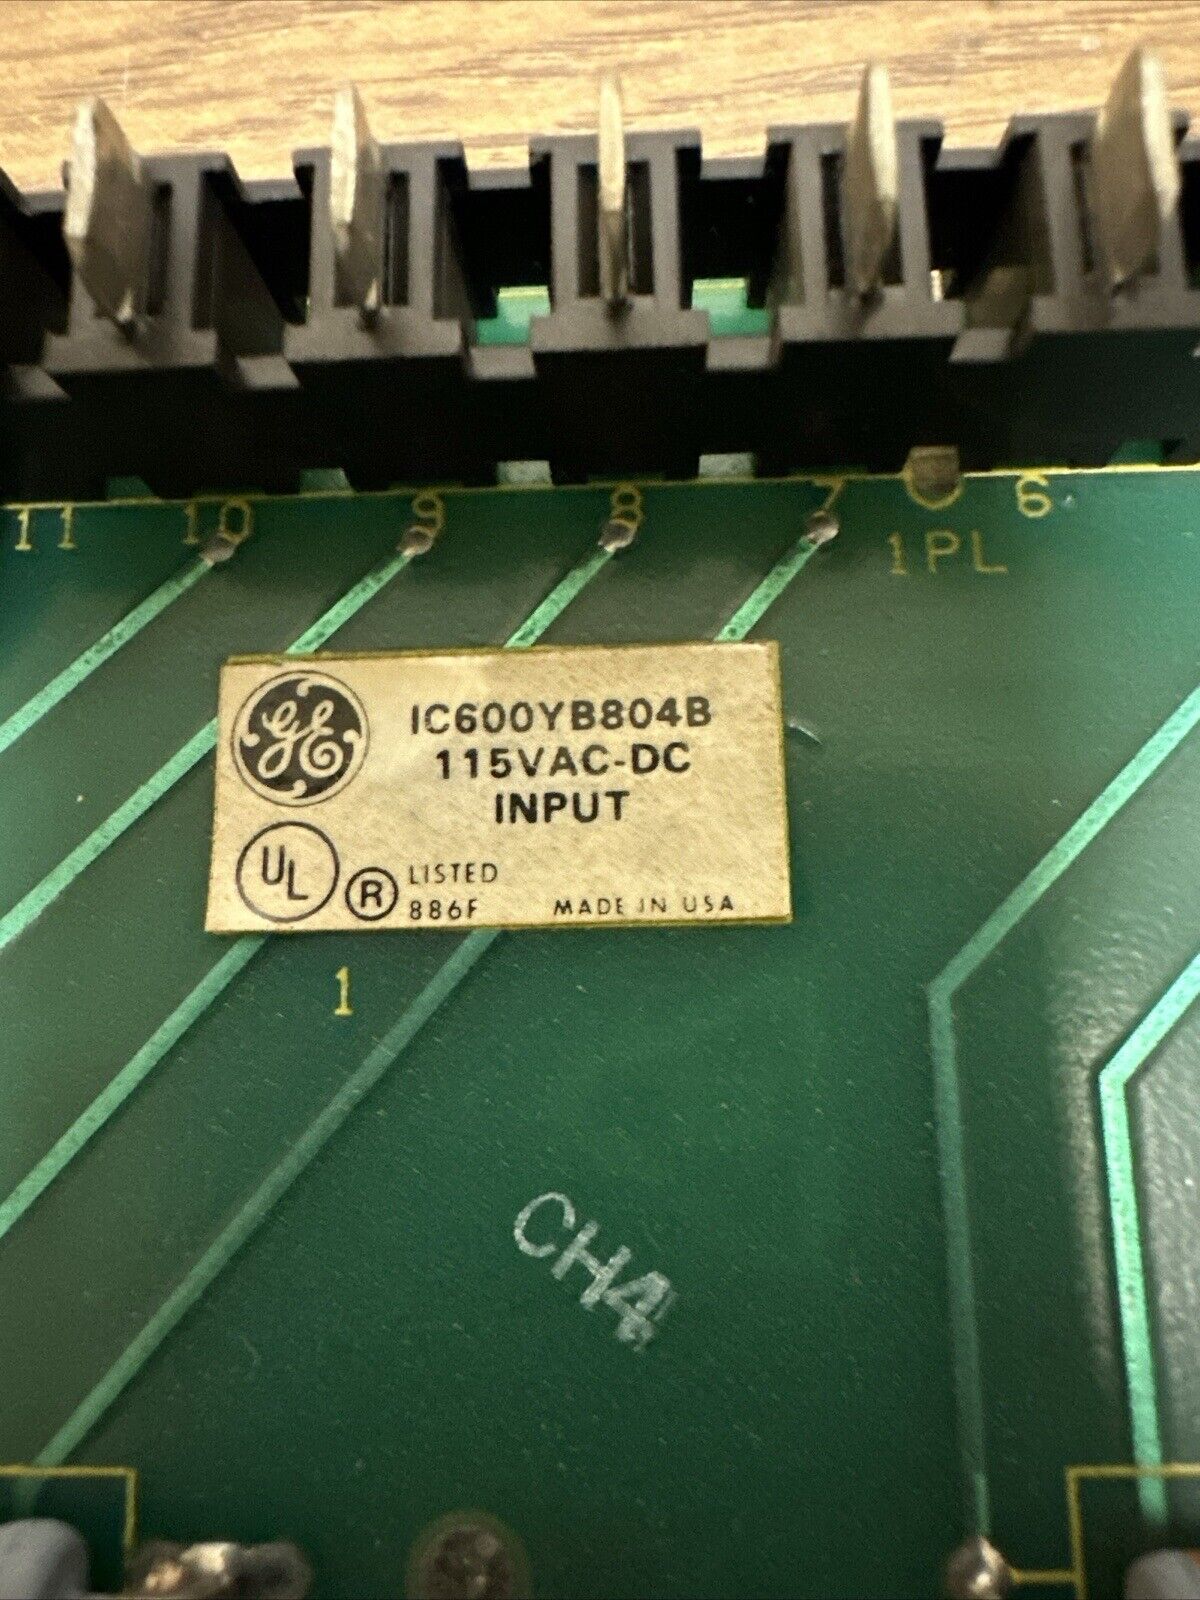 11 10 9 8 7 6
1PL
GE
IC600YB804B
115VAC-DC
INPUT
UL
® LISTED
886F MADE IN USA
1
CH4